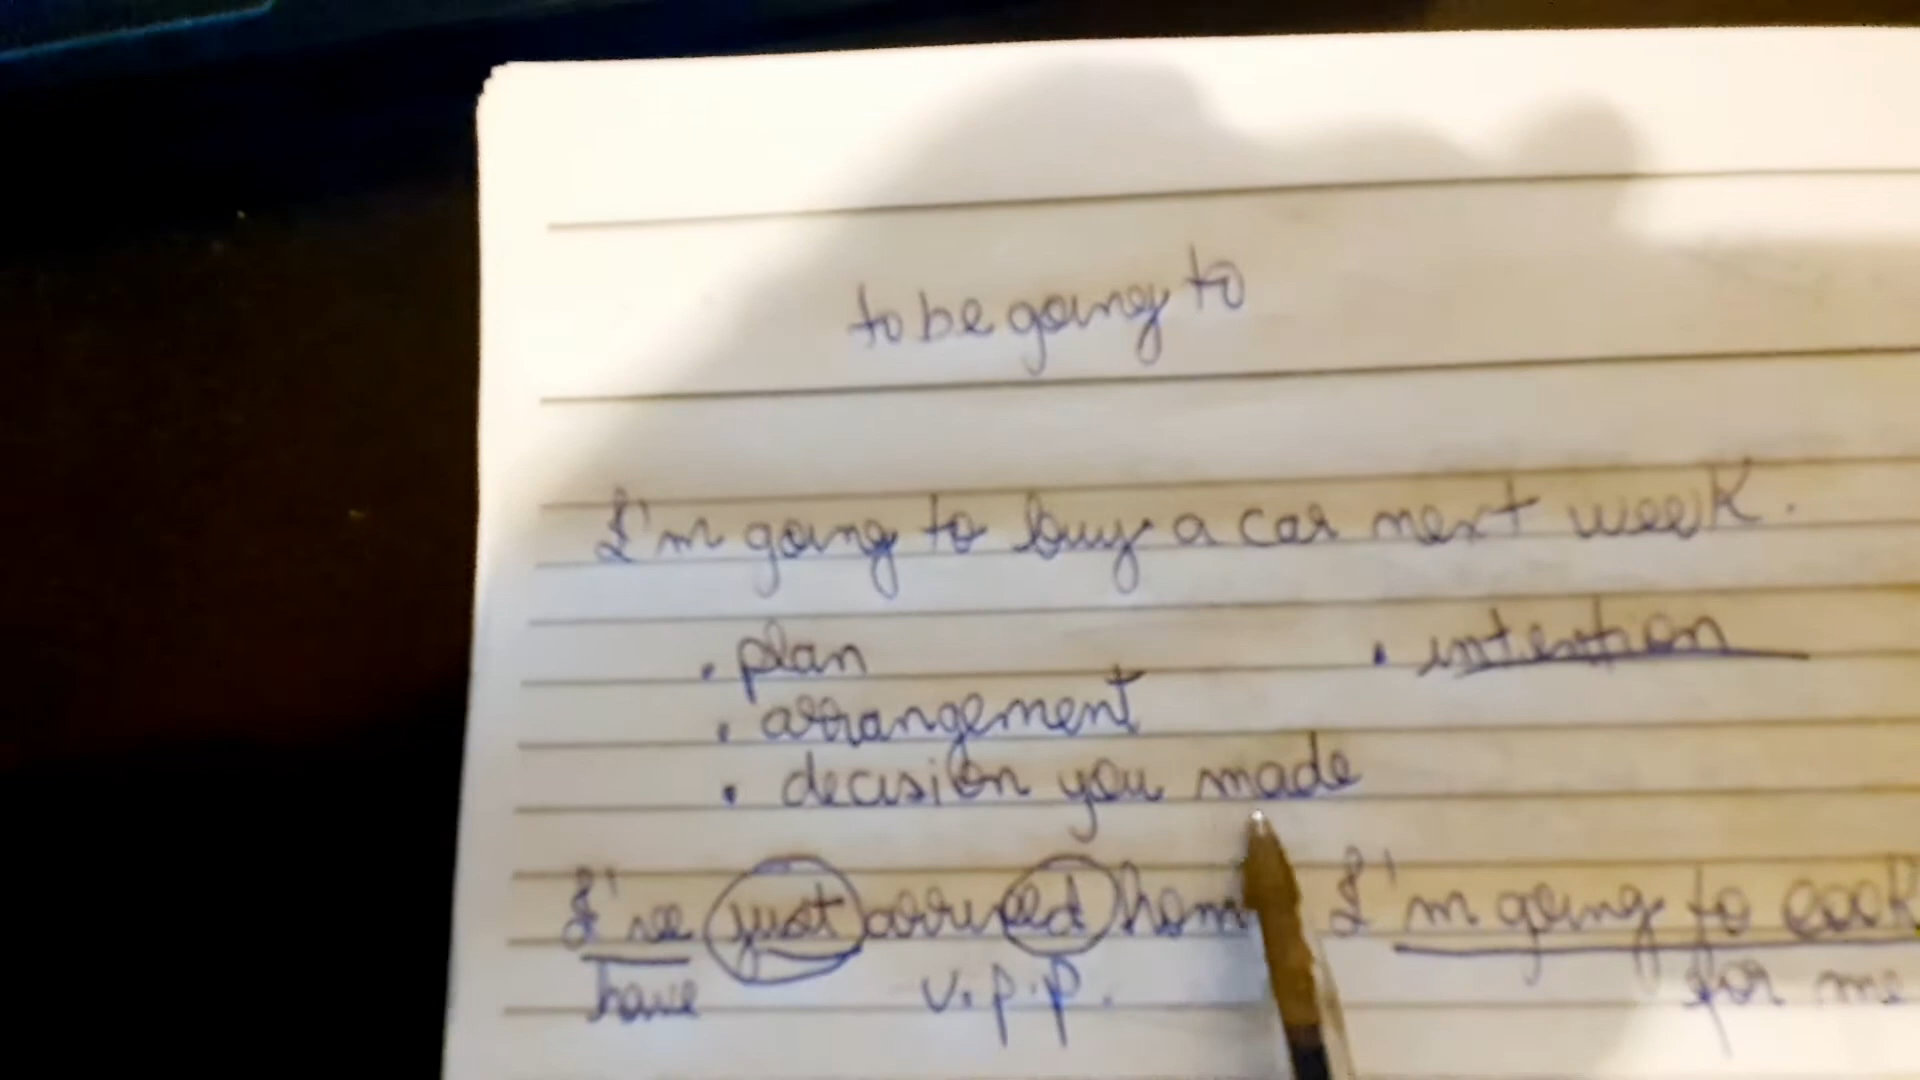 to be going to
I'm going to buy a car next week.
. plan . intention
. arrangement
. decision you made
I've just arrived hom I'm going to cook
have v.p.p. for me